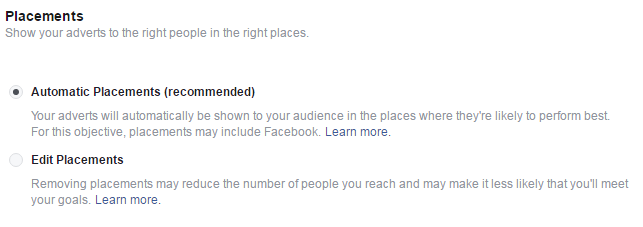 Placements
Show your adverts to the right people in the right places.
Automatic Placements (recommended)
Your adverts will automatically be shown to your audience in the places where they're likely to perform best.
For this objective, placements may include Facebook. Learn more.
Edit Placements
Removing placements may reduce the number of people you reach and may make it less likely that you'll meet
your goals. Learn more.